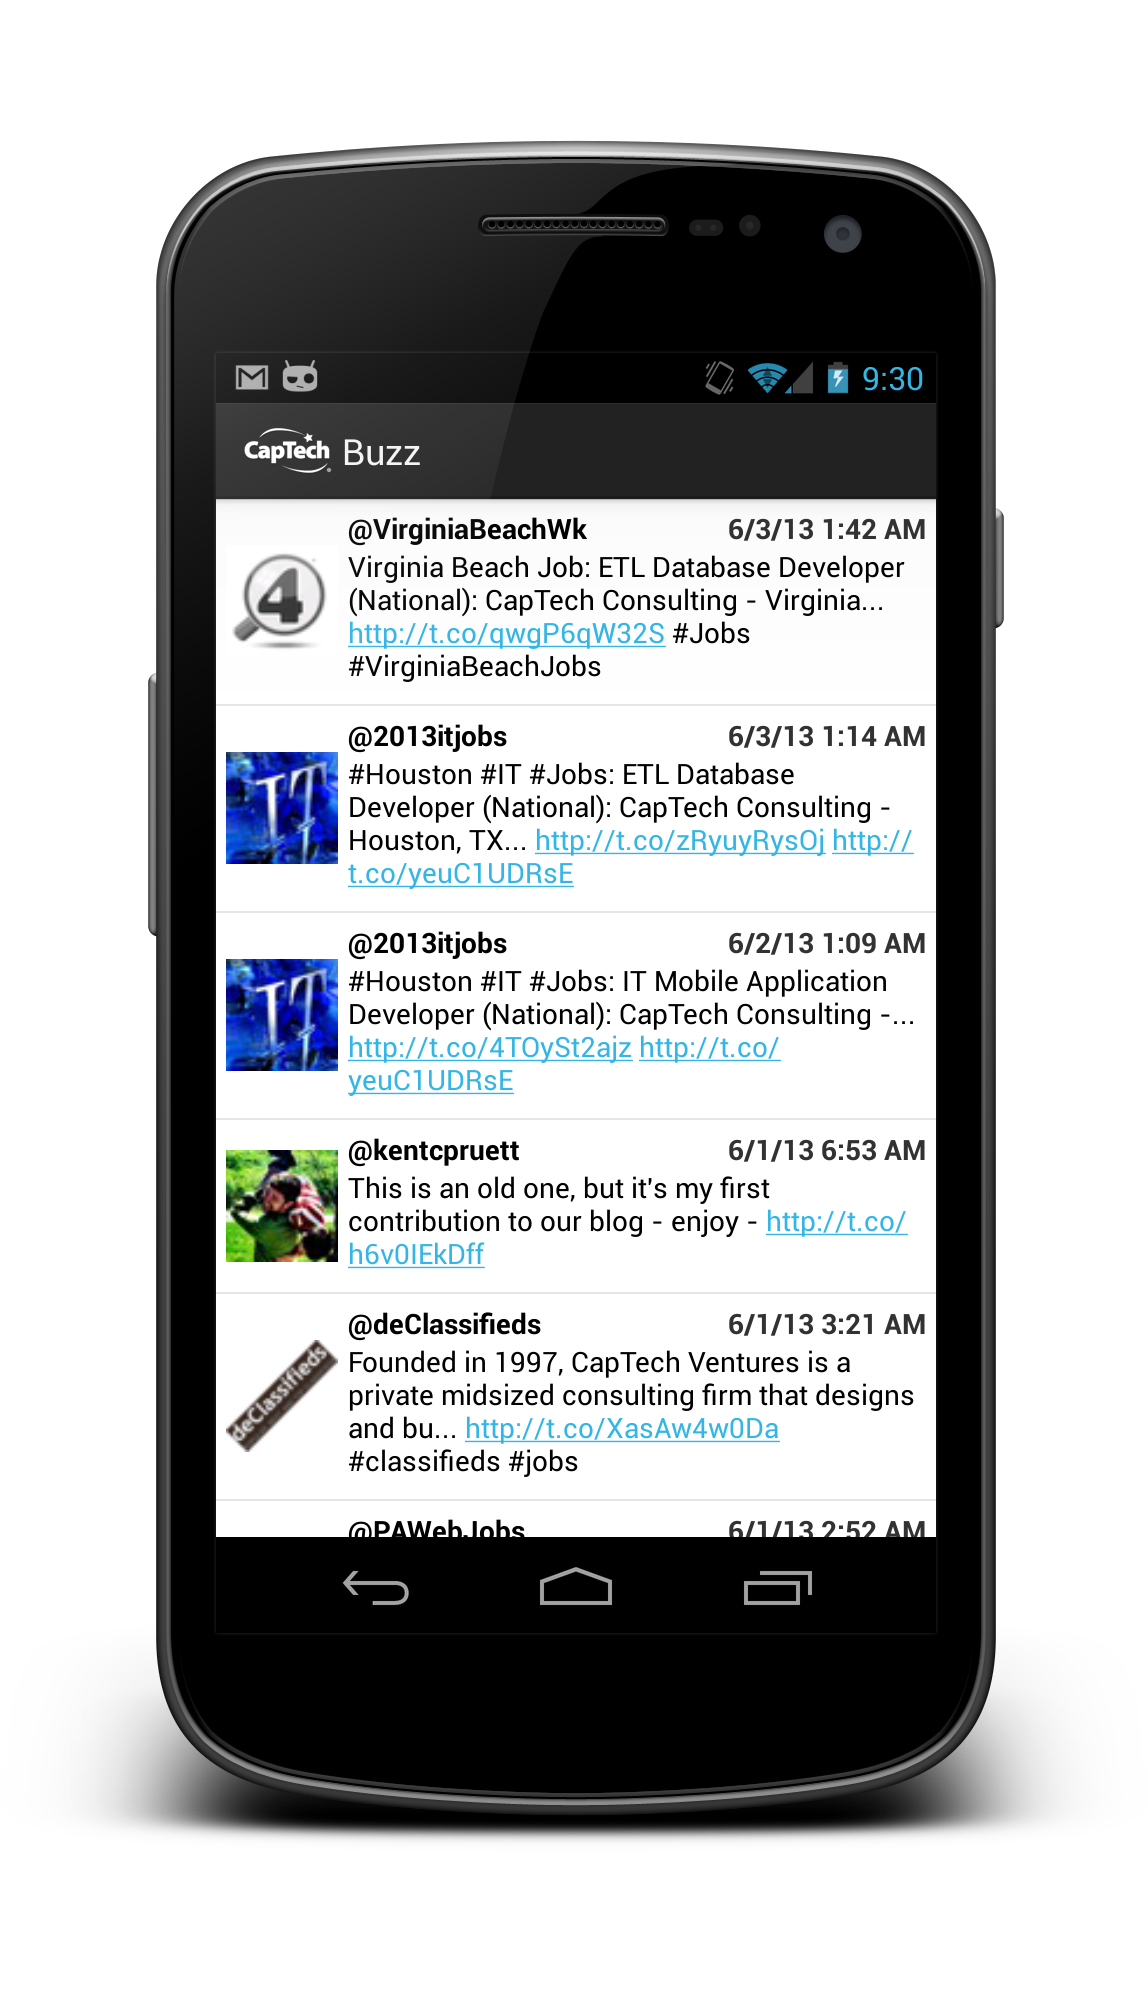 9:30
CapTech Buzz
@VirginiaBeachWk 6/3/13 1:42 AM
4
Virginia Beach Job: ETL Database Developer
(National): CapTech Consulting - Virginia...
http://t.co/qwgP6qW32S #Jobs
#VirginiaBeachJobs
@2013itjobs 6/3/13 1:14 AM
IT
#Houston #IT #Jobs: ETL Database
Developer (National): CapTech Consulting -
Houston, TX... http://t.co/zRyuyRysOj http://
t.co/yeuC1UDRsE
@2013itjobs 6/2/13 1:09 AM
IT
#Houston #IT #Jobs: IT Mobile Application
Developer (National): CapTech Consulting -...
http://t.co/4TOySt2ajz http://t.co/
yeuC1UDRsE
@kentcpruett 6/1/13 6:53 AM
This is an old one, but it's my first
contribution to our blog - enjoy - http://t.co/
h6v0IEkDff
@deClassifieds 6/1/13 3:21 AM
deClassifieds
Founded in 1997, CapTech Ventures is a
private midsized consulting firm that designs
and bu... http://t.co/XasAw4w0Da
#classifieds #jobs
@PAWebJobs 6/1/13 2:52 AM